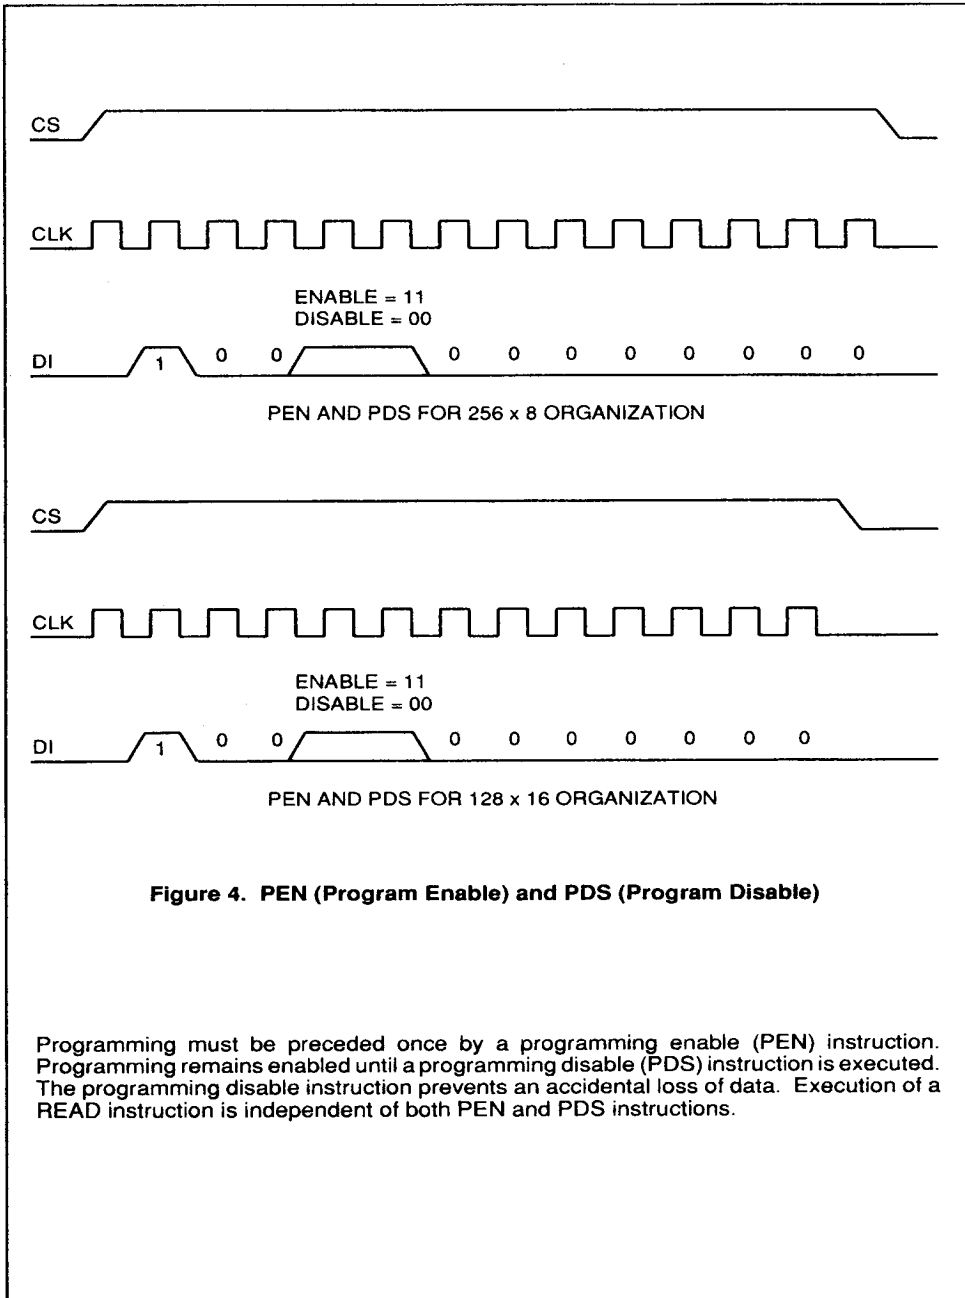 CS
CLK
ENABLE = 11
DISABLE = 00
DI 1 0 0 0 0 0 0 0 0 0 0
PEN AND PDS FOR 256 x 8 ORGANIZATION
CS
CLK
ENABLE = 11
DISABLE = 00
DI 1 0 0 0 0 0 0 0 0 0
PEN AND PDS FOR 128 x 16 ORGANIZATION
Figure 4. PEN (Program Enable) and PDS (Program Disable)
Programming must be preceded once by a programming enable (PEN) instruction.
Programming remains enabled until a programming disable (PDS) instruction is executed.
The programming disable instruction prevents an accidental loss of data. Execution of a
READ instruction is independent of both PEN and PDS instructions.